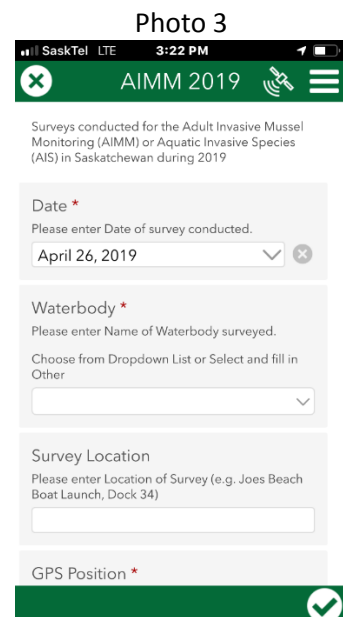 Photo 3
SaskTel LTE 3:22 PM
AIMM 2019
Surveys conducted for the Adult Invasive Mussel
Monitoring (AIMM) or Aquatic Invasive Species
(AIS) in Saskatchewan during 2019
Date *
Please enter Date of survey conducted.
April 26, 2019
Waterbody *
Please enter Name of Waterbody surveyed.
Choose from Dropdown List or Select and fill in
Other
Survey Location
Please enter Location of Survey (e.g. Joes Beach
Boat Launch, Dock 34)
GPS Position *